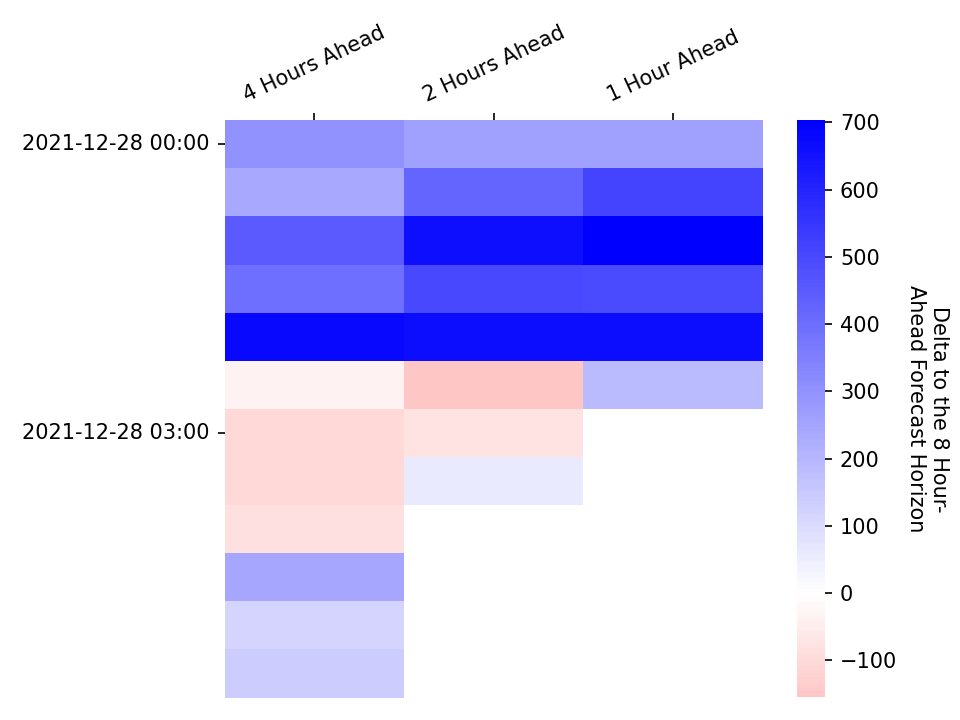 4 Hours Ahead
2 Hours Ahead
1 Hour Ahead
2021-12-28 00:00
2021-12-28 03:00
700
600
500
400
300
200
100
0
−100
Delta to the 8 Hour-
Ahead Forecast Horizon